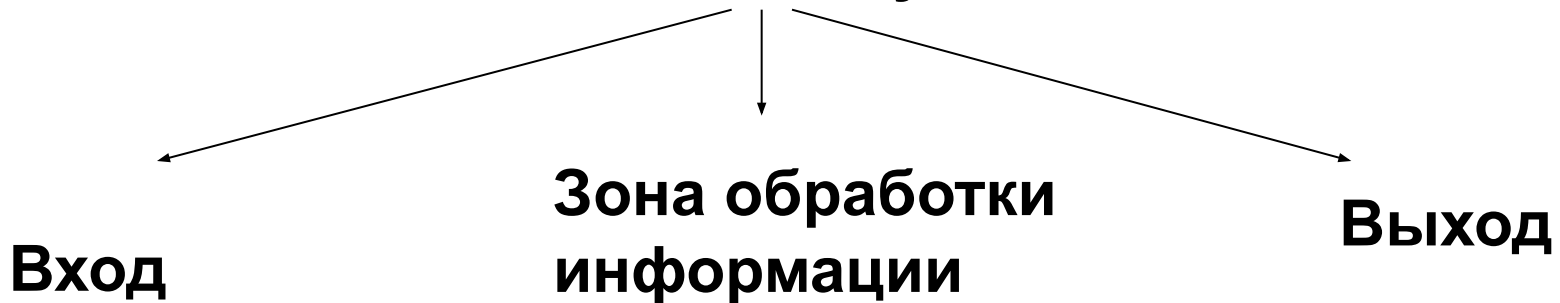 Зона обработки
Выход
Вход
информации